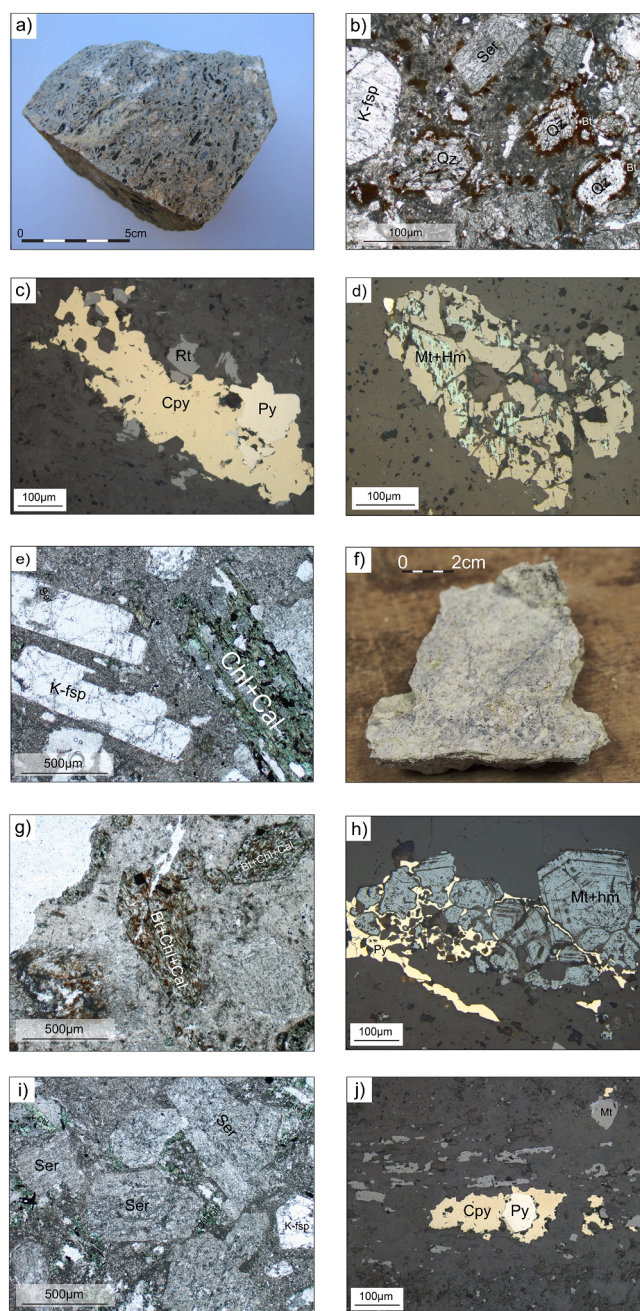 a)
0 5cm
b)
Ser
K-fsp
Qz
Bt
Qz
Bt
Qz
100µm
c)
Rt
Cpy
Py
100µm
d)
Mt+Hm
100µm
e)
K-fsp
Chl+Cal
500µm
f)
0 2cm
g)
Bt+Chl+Cal
Bt+Chl+Cal
500µm
h)
Mt+hm
Py
100µm
i)
Ser
Ser
Ser
K-fsp
500µm
j)
Mt
Cpy
Py
100µm